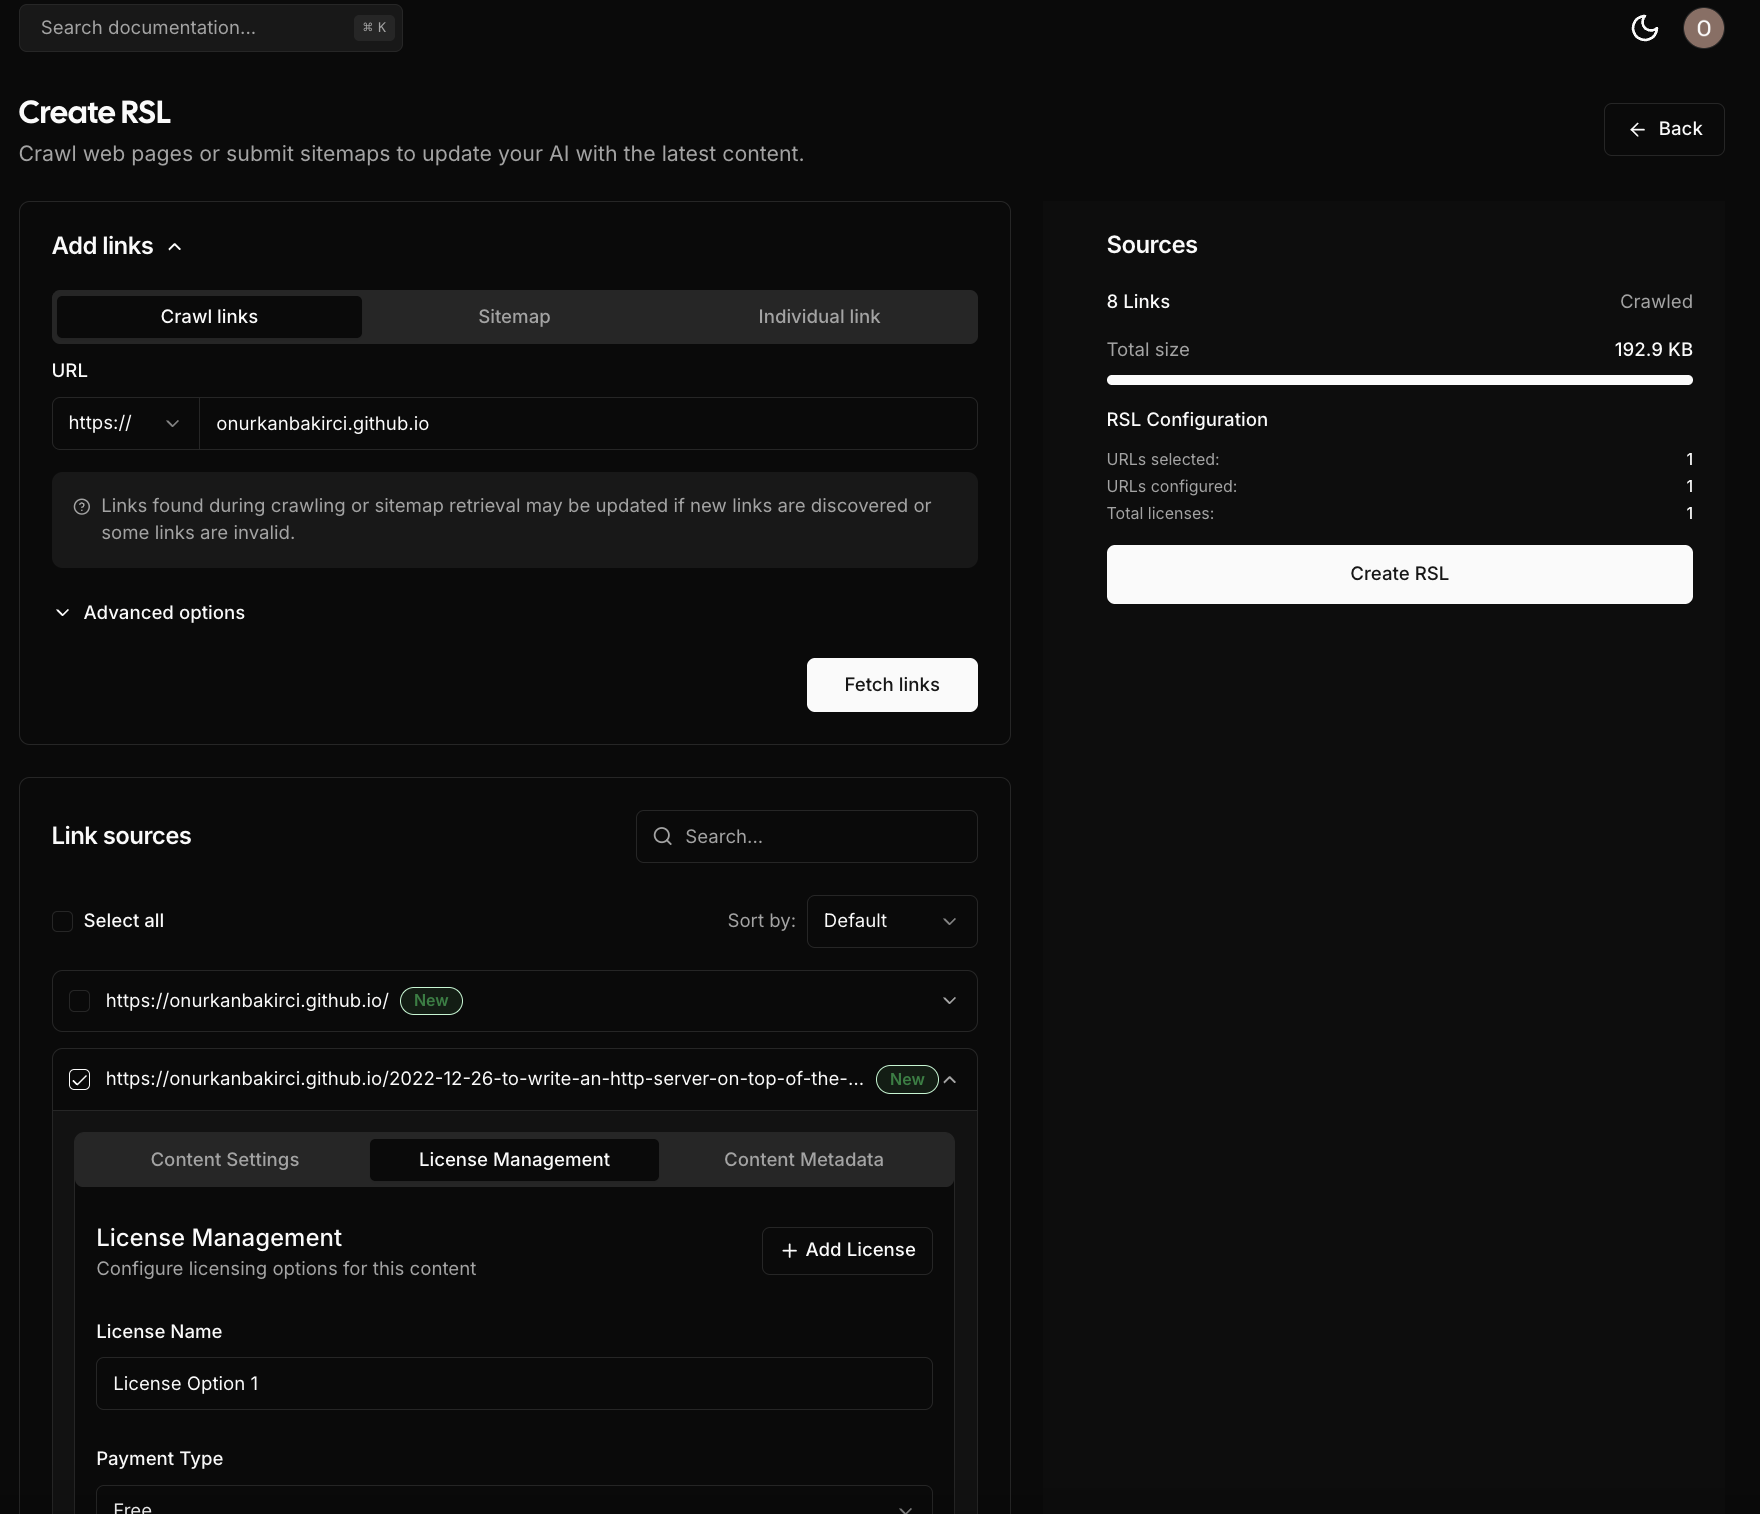 Search documentation...
⌘ K
O
Create RSL
Crawl web pages or submit sitemaps to update your AI with the latest content.
Back
Add links
Crawl links
Sitemap
Individual link
URL
https://
onurkanbakirci.github.io
Links found during crawling or sitemap retrieval may be updated if new links are discovered or
some links are invalid.
Advanced options
Fetch links
Sources
8 Links
Crawled
Total size
192.9 KB
RSL Configuration
URLs selected:
1
URLs configured:
1
Total licenses:
1
Create RSL
Link sources
Search...
Select all
Sort by:
Default
https://onurkanbakirci.github.io/
New
https://onurkanbakirci.github.io/2022-12-26-to-write-an-http-server-on-top-of-the-...
New
Content Settings
License Management
Content Metadata
License Management
Configure licensing options for this content
Add License
License Name
License Option 1
Payment Type
Free